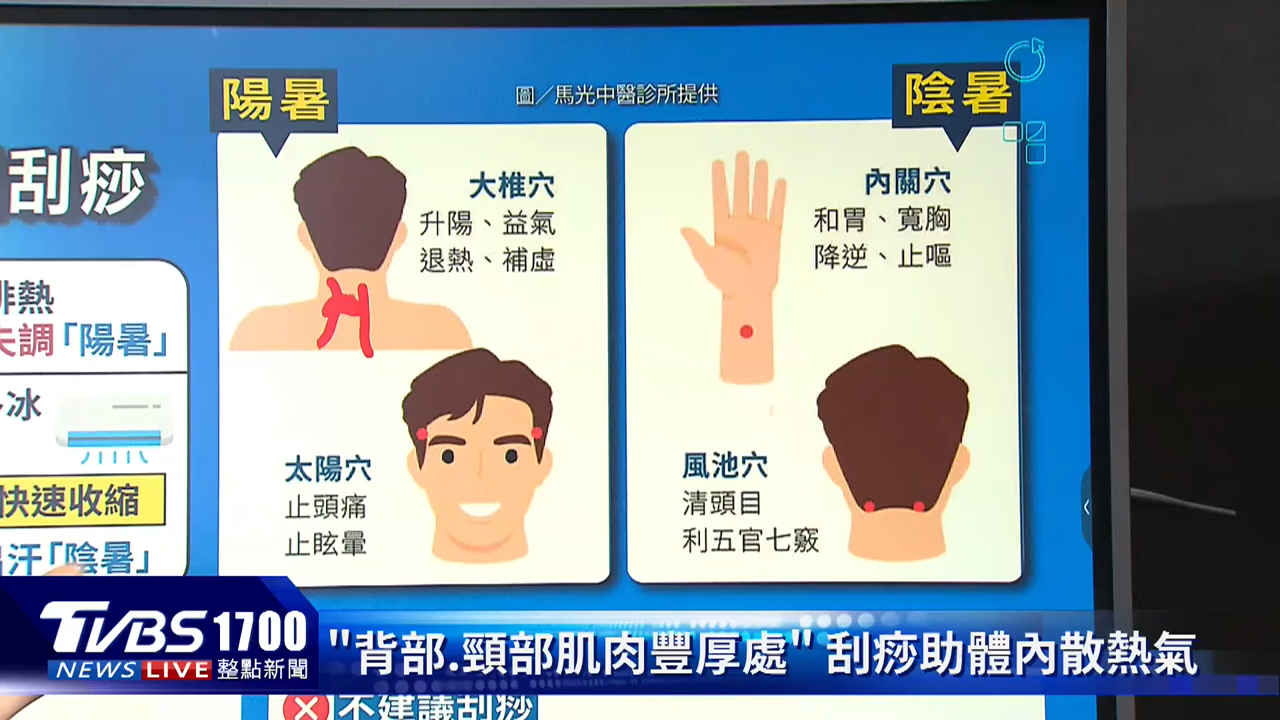 刮痧
排熱
失調「陽暑」
冰
快速收縮
出汗「陰暑」
陽暑
圖／馬光中醫診所提供
陰暑
大椎穴
升陽、益氣
退熱、補虛
太陽穴
止頭痛
止眩暈
內關穴
和胃、寬胸
降逆、止嘔
風池穴
清頭目
利五官七竅
TVBS 1700
NEWS LIVE 整點新聞
"背部.頸部肌肉豐厚處" 刮痧助體內散熱氣
不建議刮痧